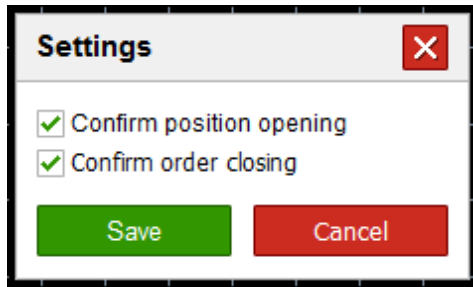 Settings
Confirm position opening
Confirm order closing
Save
Cancel